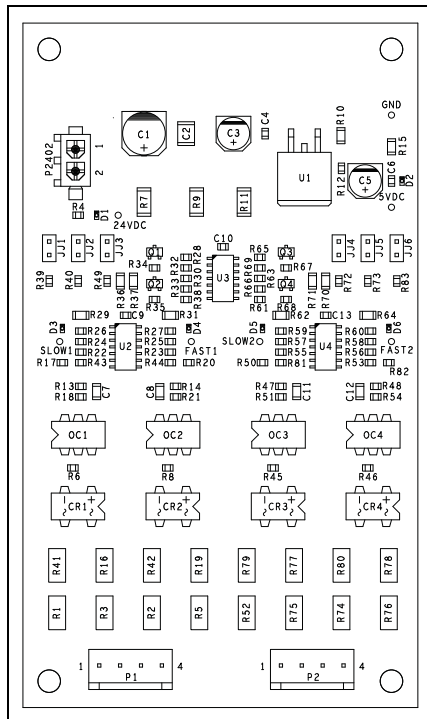 GND
R10
C4
C1
C2
C3
R15
P2402
1
2
U1
R12
C6
C5
D2
5VDC
R4
D1
24VDC
R7
R9
R11
C10
JJ1
JJ2
JJ3
Q1
R28
R32
R30
R33
R38
U3
R65
R66
R69
R63
R61
Q3
R67
JJ4
JJ5
JJ6
R34
R39
R40
R49
R36
R37
Q2
R35
Q4
R68
R71
R70
R72
R73
R83
R29
C9
R31
R62
C13
R64
D3
R26
R24
R22
R43
U2
R27
R25
R23
R44
D4
SLOW1
FAST1
R17
R20
D5
SLOW2
R50
R59
R57
R55
R81
U4
R60
R58
R56
R53
D6
FAST2
R82
R13
R18
C7
C8
R14
R21
R47
R51
C11
C12
R48
R54
OC1
OC2
OC3
OC4
R6
R8
R45
R46
CR1
CR2
CR3
CR4
R41
R16
R42
R19
R79
R77
R80
R78
R1
R3
R2
R5
R52
R75
R74
R76
1
4
P1
1
4
P2